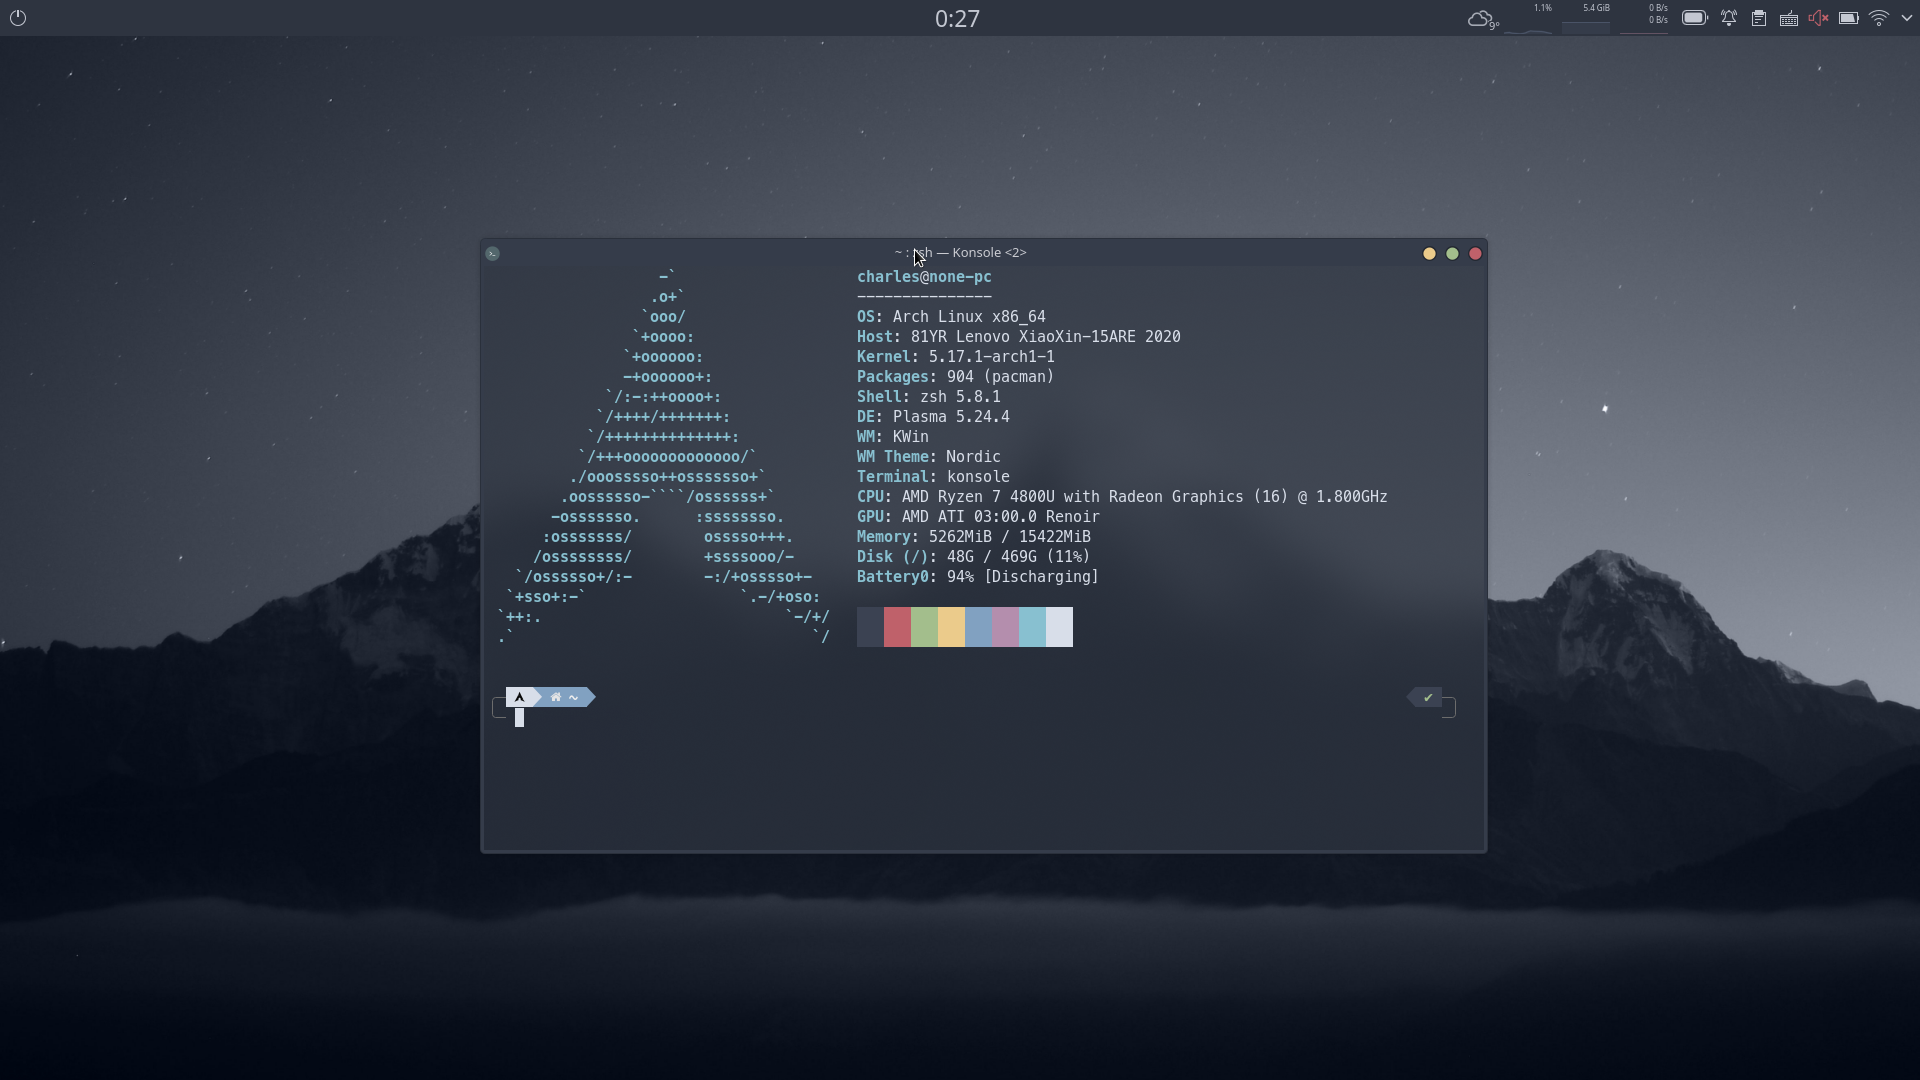 0:27
9°
1.1%
5.4 GiB
0 B/s
0 B/s
~ : zsh — Konsole <2>
-`
.o+`
`ooo/
`+oooo:
`+oooooo:
-+oooooo+:
`/:-:++oooo+:
`/++++/+++++++:
`/++++++++++++++:
`/+++ooooooooooooo/`
./ooosssso++osssssso+`
.oossssso-````/ossssss+`
-osssssso.      :ssssssso.
:osssssss/        osssso+++.
/ossssssss/        +ssssooo/-
`/ossssso+/:-        -:/+osssso+-
`+sso+:-`                 `.-/+oso:
`++:.                           `-/+/
.`                                 `/
charles@none-pc
---------------
OS: Arch Linux x86_64
Host: 81YR Lenovo XiaoXin-15ARE 2020
Kernel: 5.17.1-arch1-1
Packages: 904 (pacman)
Shell: zsh 5.8.1
DE: Plasma 5.24.4
WM: KWin
WM Theme: Nordic
Terminal: konsole
CPU: AMD Ryzen 7 4800U with Radeon Graphics (16) @ 1.800GHz
GPU: AMD ATI 03:00.0 Renoir
Memory: 5262MiB / 15422MiB
Disk (/): 48G / 469G (11%)
Battery0: 94% [Discharging]
~ ✔